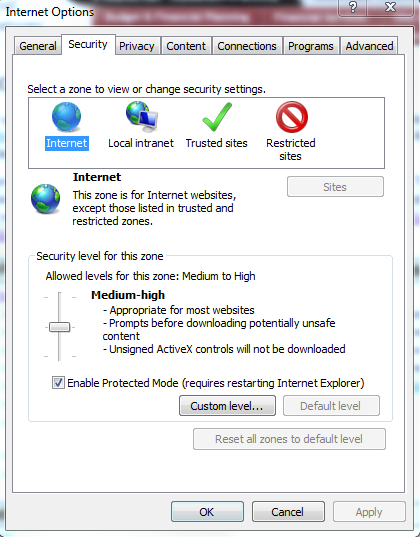 Internet Options
General Security Privacy Content Connections Programs Advanced
Select a zone to view or change security settings.
Internet Local intranet Trusted sites Restricted
sites
Internet
Sites
This zone is for Internet websites,
except those listed in trusted and
restricted zones.
Security level for this zone
Allowed levels for this zone: Medium to High
Medium-high
- Appropriate for most websites
- Prompts before downloading potentially unsafe
content
- Unsigned ActiveX controls will not be downloaded
Enable Protected Mode (requires restarting Internet Explorer)
Custom level... Default level
Reset all zones to default level
OK Cancel Apply